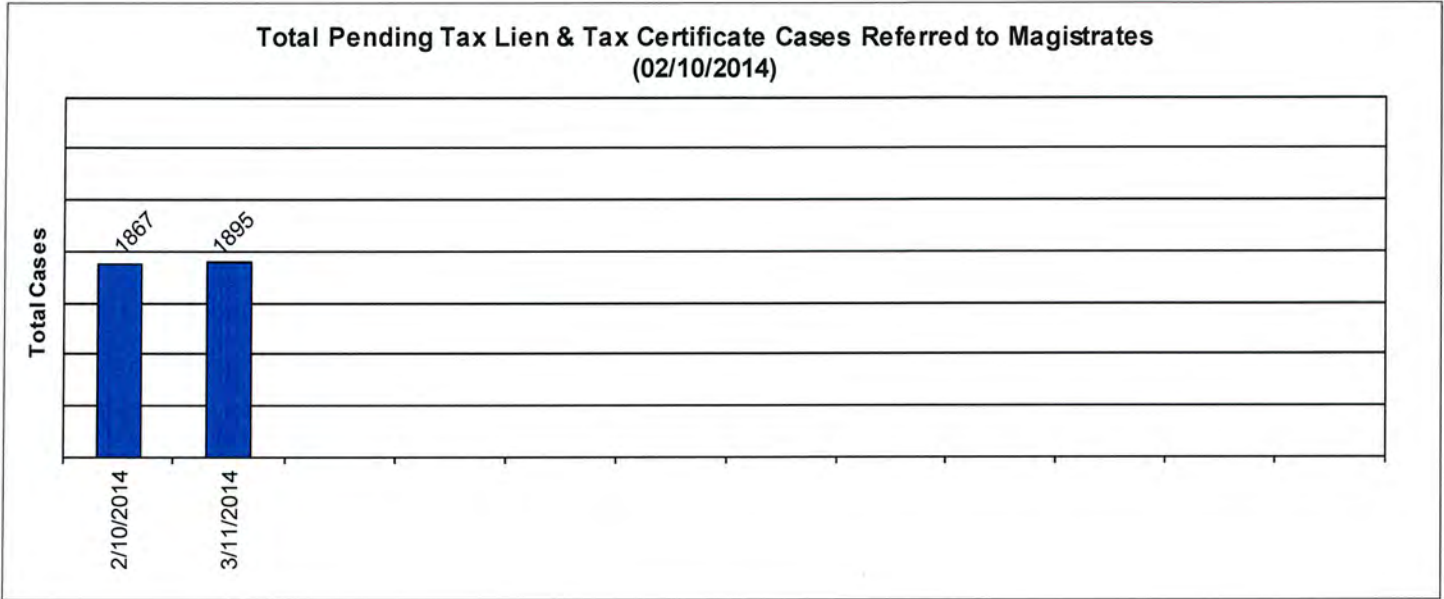 Total Pending Tax Lien & Tax Certificate Cases Referred to Magistrates
(02/10/2014)
Total Cases
1867
1895
2/10/2014
3/11/2014